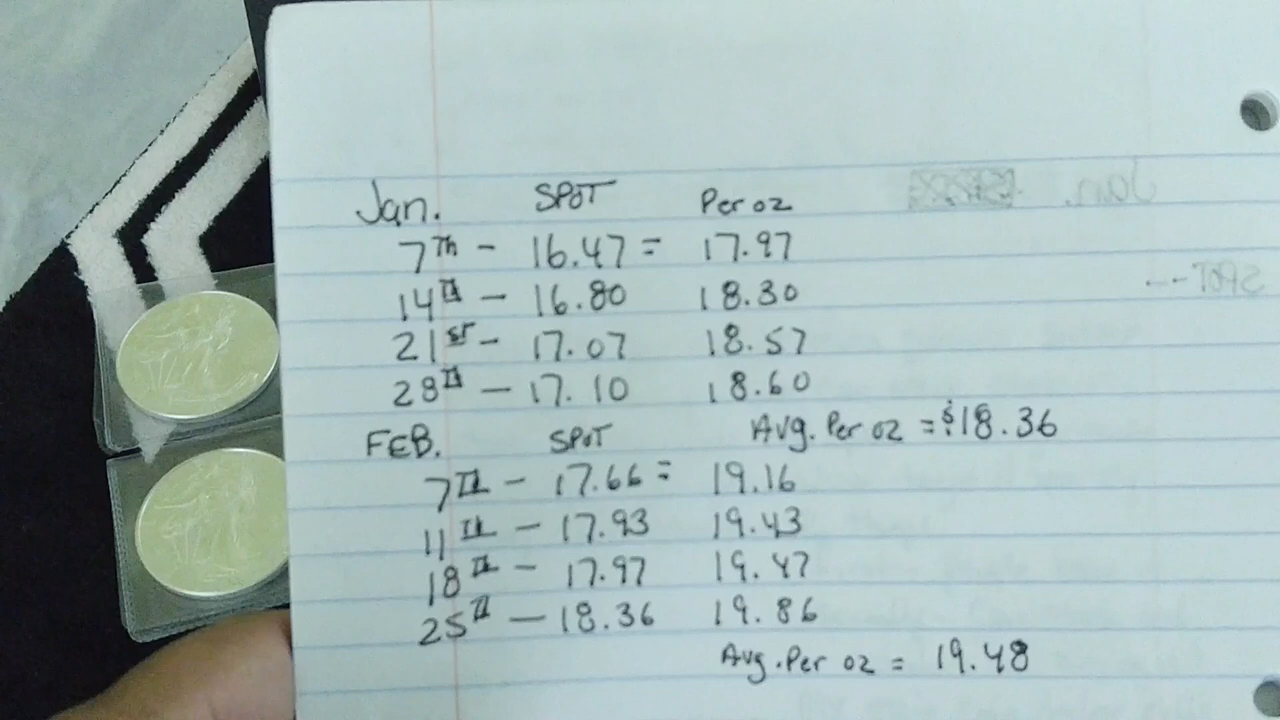 Jan. SPOT Per oz
7th - 16.47 = 17.97
14th - 16.80 18.30
21st - 17.07 18.57
28th - 17.10 18.60
Avg. Per oz = $18.36
FEB. SPOT
7th - 17.66 = 19.16
11th - 17.93 19.43
18th - 17.97 19.47
25th - 18.36 19.86
Avg. Per oz = 19.48
Jan.
SPOT--